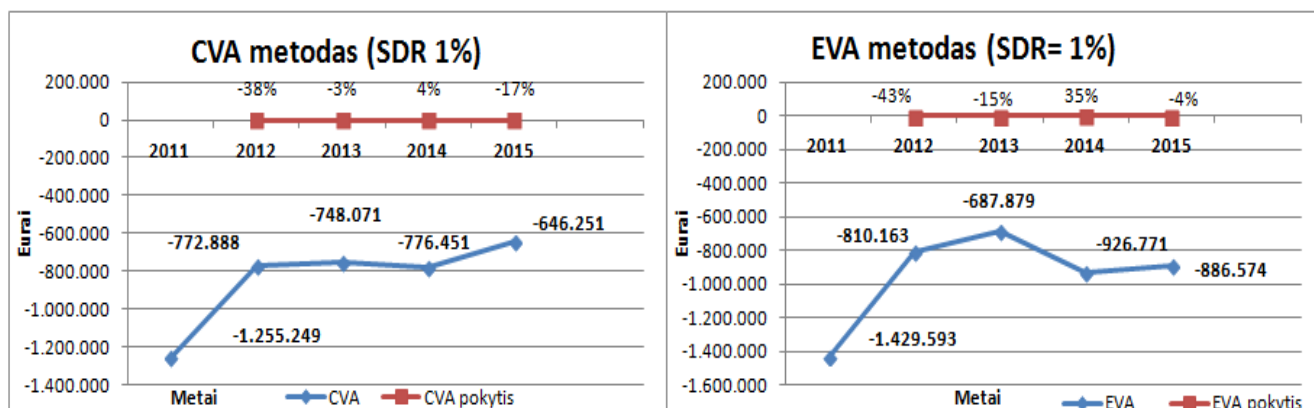 CVA metodas (SDR 1%)
200.000
0
-200.000
-400.000
-600.000
-800.000
-1.000.000
-1.200.000
-1.400.000
Eurai
-38% -3% 4% -17%
2011 2012 2013 2014 2015
-772.888
-748.071
-776.451
-646.251
-1.255.249
Metai
CVA CVA pokytis
EVA metodas (SDR= 1%)
200.000
0
-200.000
-400.000
-600.000
-800.000
-1.000.000
-1.200.000
-1.400.000
-1.600.000
Eurai
-43% -15% 35% -4%
2011 2012 2013 2014 2015
-810.163
-687.879
-926.771
-886.574
-1.429.593
Metai
EVA EVA pokytis